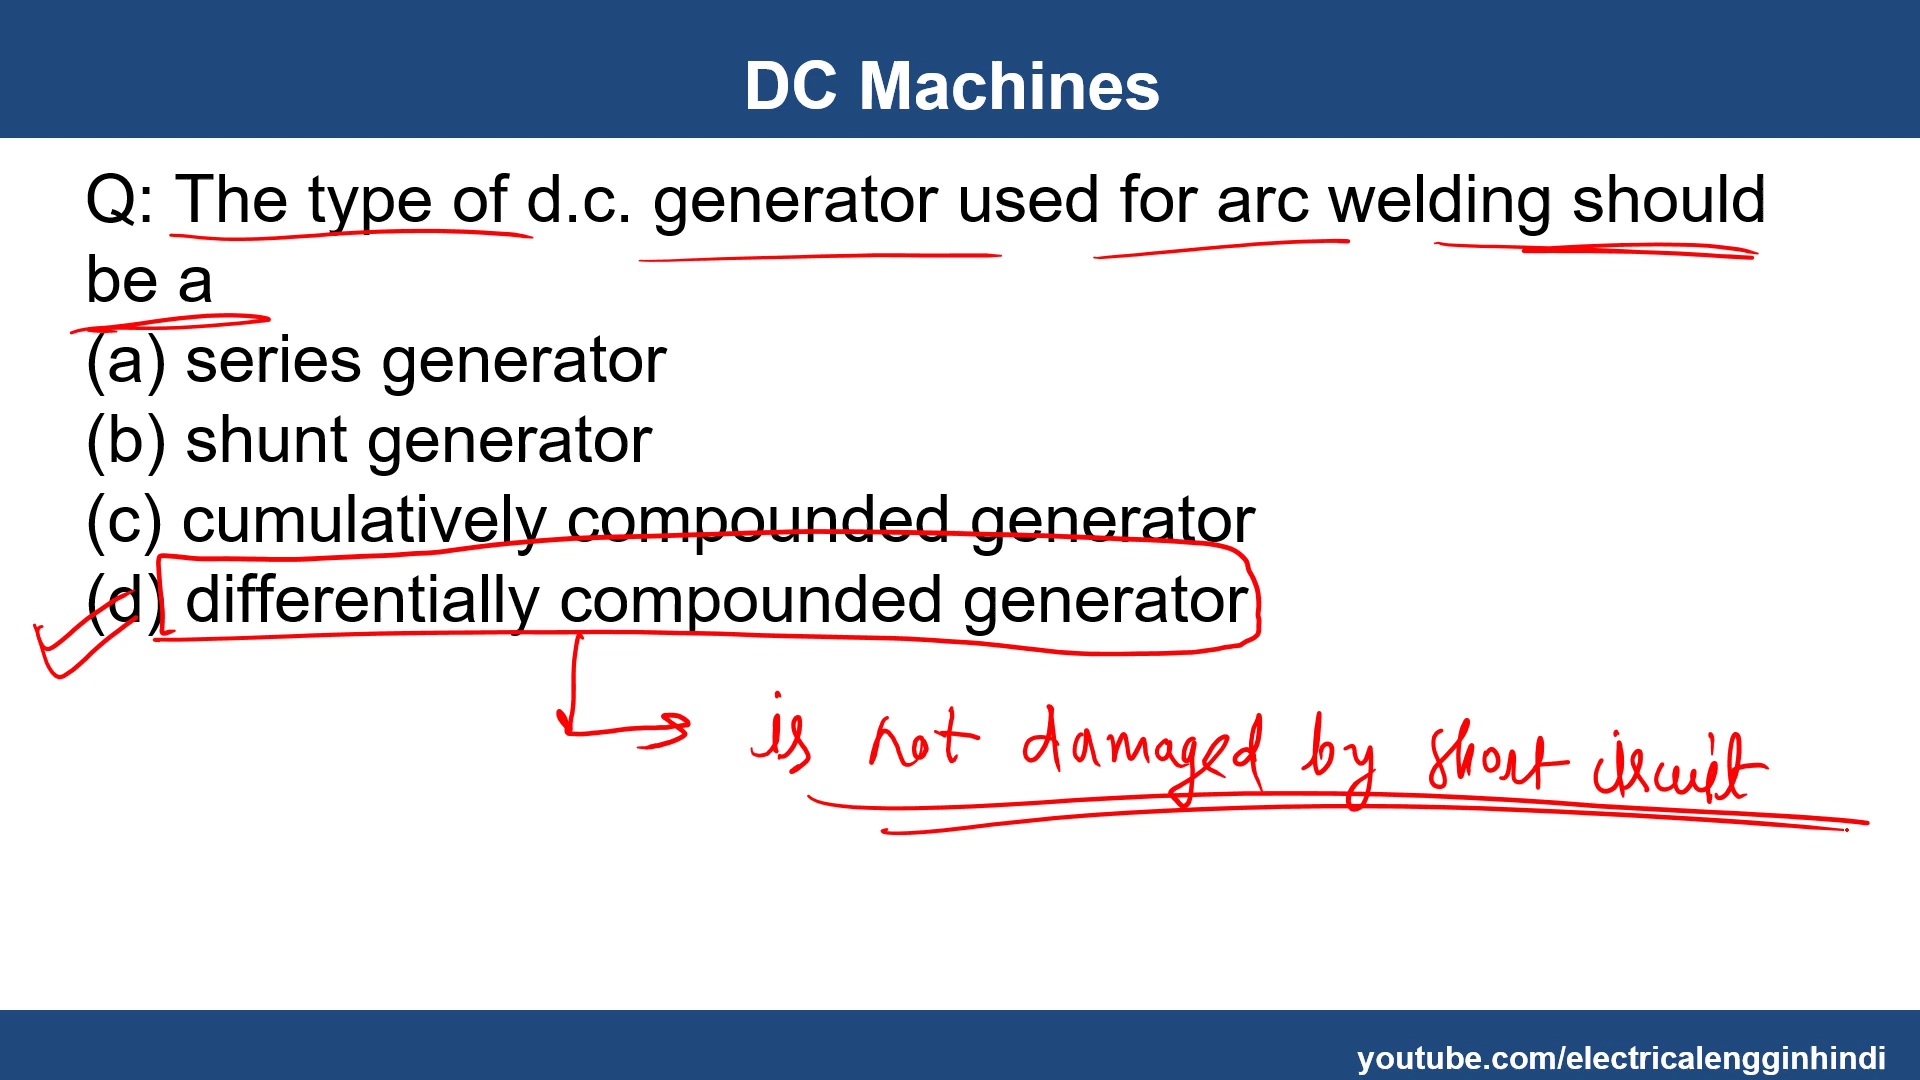 DC Machines
Q: The type of d.c. generator used for arc welding should
be a
(a) series generator
(b) shunt generator
(c) cumulatively compounded generator
(d) differentially compounded generator
is not damaged by short circuit
youtube.com/electricalengginhindi